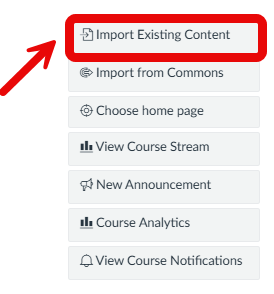 Import Existing Content
Import from Commons
Choose home page
View Course Stream
New Announcement
Course Analytics
View Course Notifications